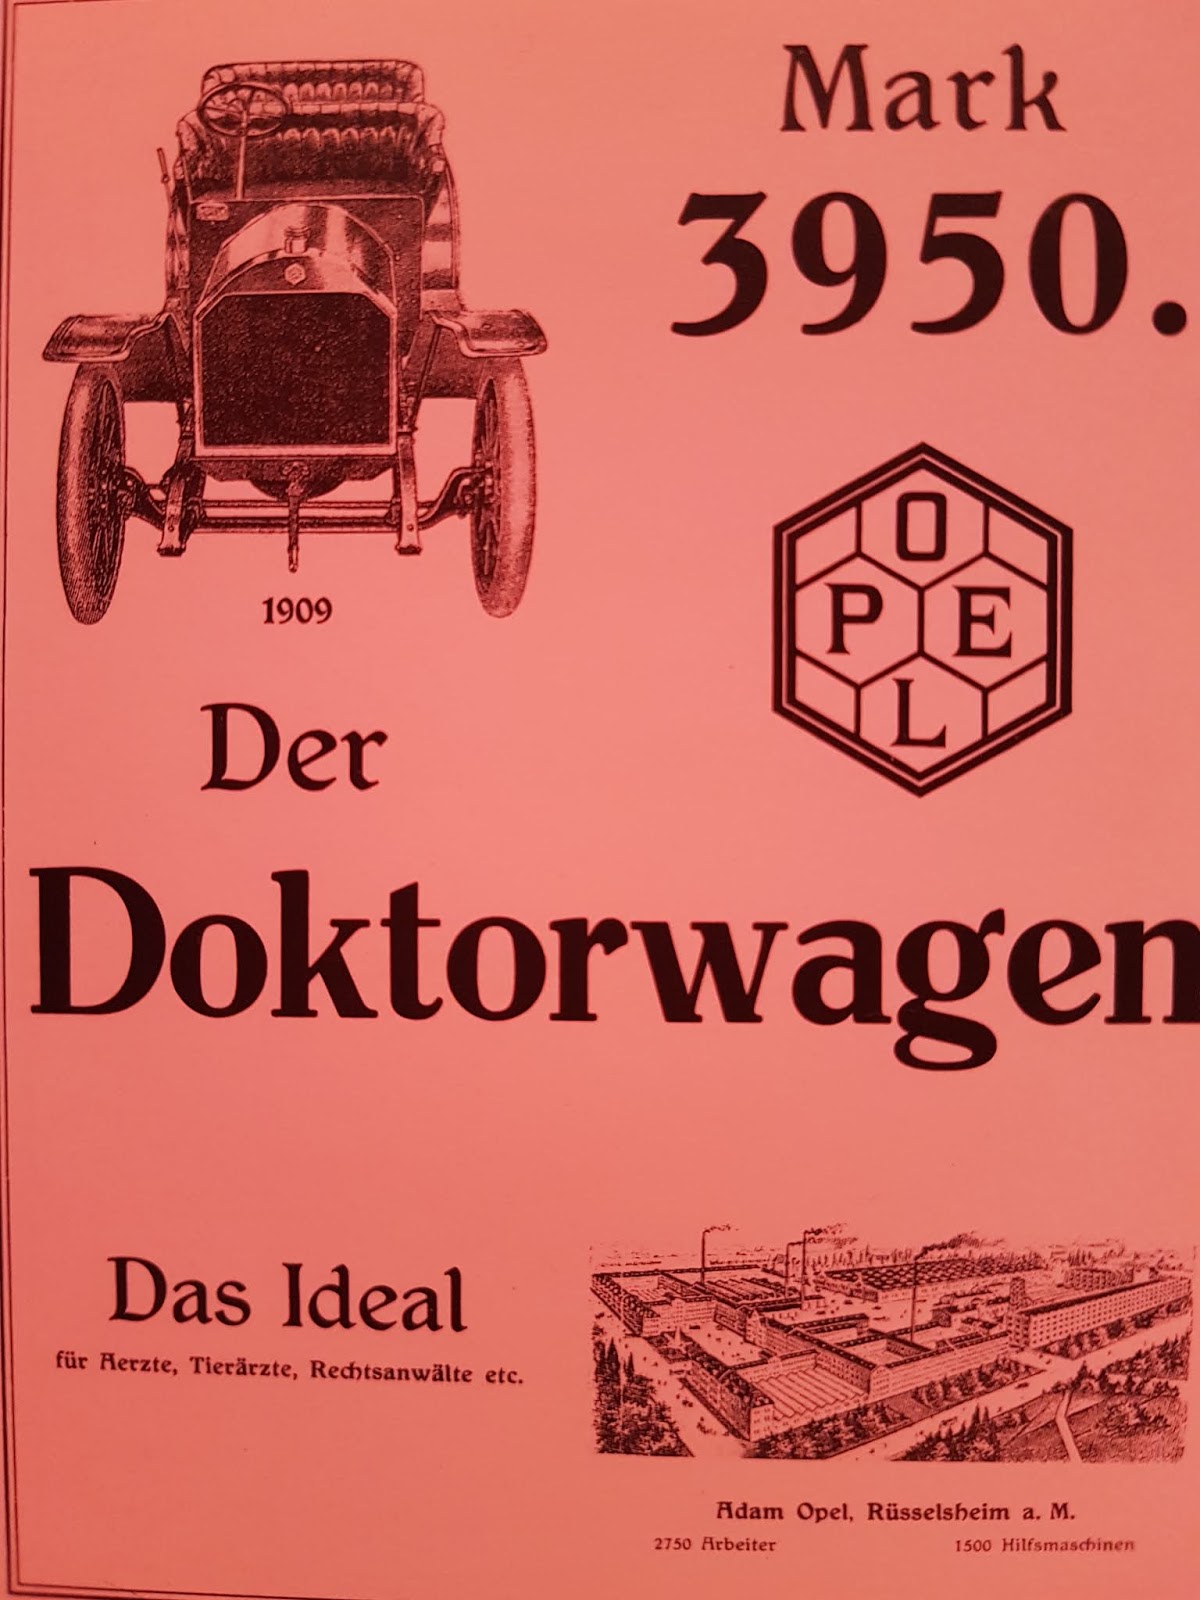 Mark
3950.
1909
OPEL
Der
Doktorwagen
Das Ideal
für Aerzte, Tierärzte, Rechtsanwälte etc.
Adam Opel, Rüsselsheim a. M.
2750 Arbeiter 1500 Hilfsmaschinen